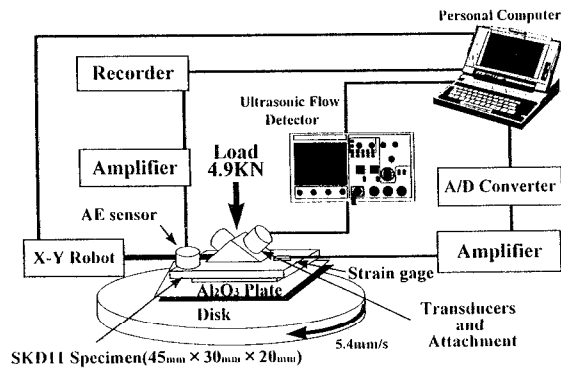 Personal Computer
Recorder
Ultrasonic Flow
Detector
Load
4.9KN
Amplifier
A/D Converter
AE sensor
X-Y Robot
Amplifier
Strain gage
Al2O3 Plate
Disk
Transducers
and
Attachment
5.4mm/s
SKD11 Specimen(45mm × 30mm × 20mm)